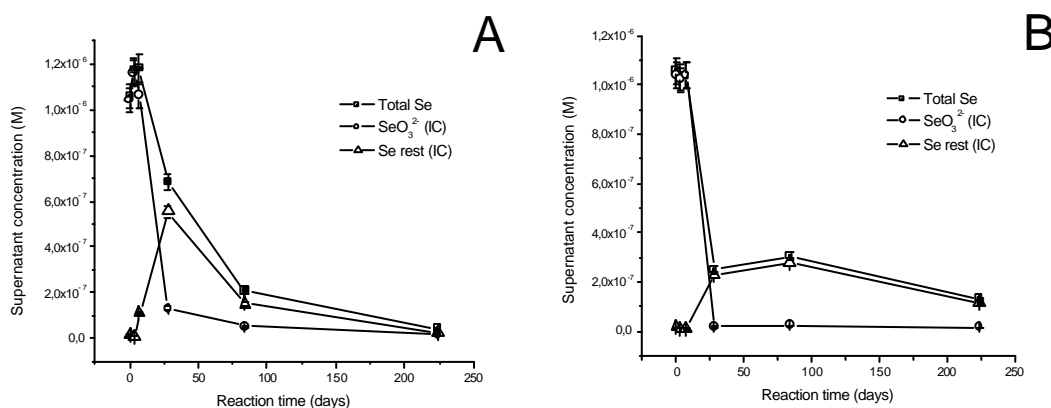 A
1,2x10⁻⁶
1,0x10⁻⁶
8,0x10⁻⁷
6,0x10⁻⁷
4,0x10⁻⁷
2,0x10⁻⁷
0,0
Supernatant concentration (M)
Total Se
SeO₃²⁻ (IC)
Se rest (IC)
0 50 100 150 200 250
Reaction time (days)
B
1,2x10⁻⁶
1,0x10⁻⁶
8,0x10⁻⁷
6,0x10⁻⁷
4,0x10⁻⁷
2,0x10⁻⁷
0,0
Supernatant concentration (M)
Total Se
SeO₃²⁻ (IC)
Se rest (IC)
0 50 100 150 200 250
Reaction time (days)